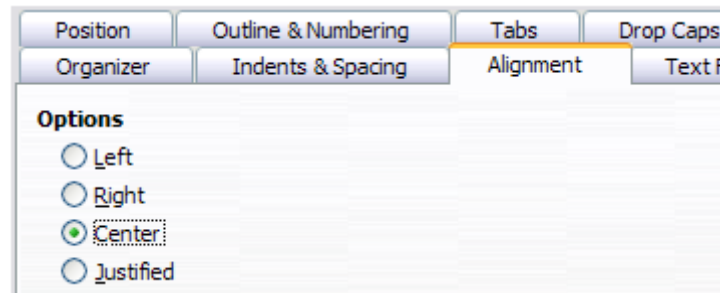 Position Outline & Numbering Tabs Drop Caps
Organizer Indents & Spacing Alignment Text
Options
Left
Right
Center
Justified